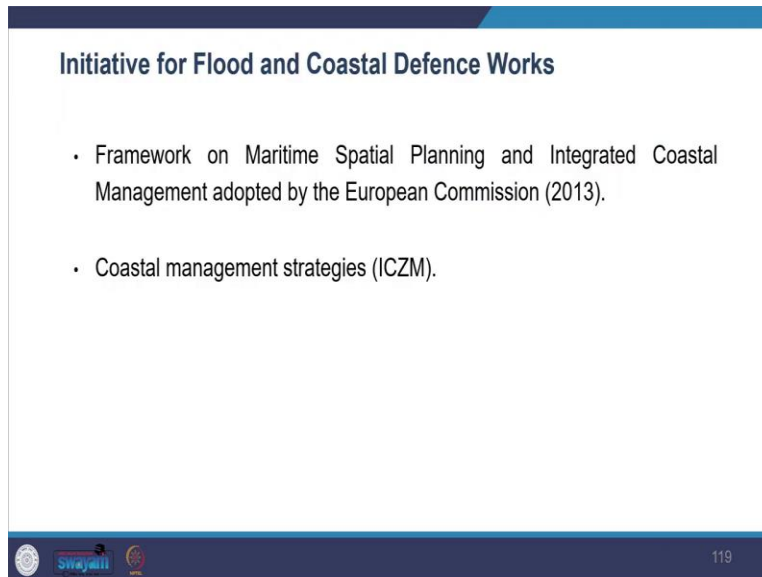 Initiative for Flood and Coastal Defence Works
• Framework on Maritime Spatial Planning and Integrated Coastal
Management adopted by the European Commission (2013).
• Coastal management strategies (ICZM).
swayam
119